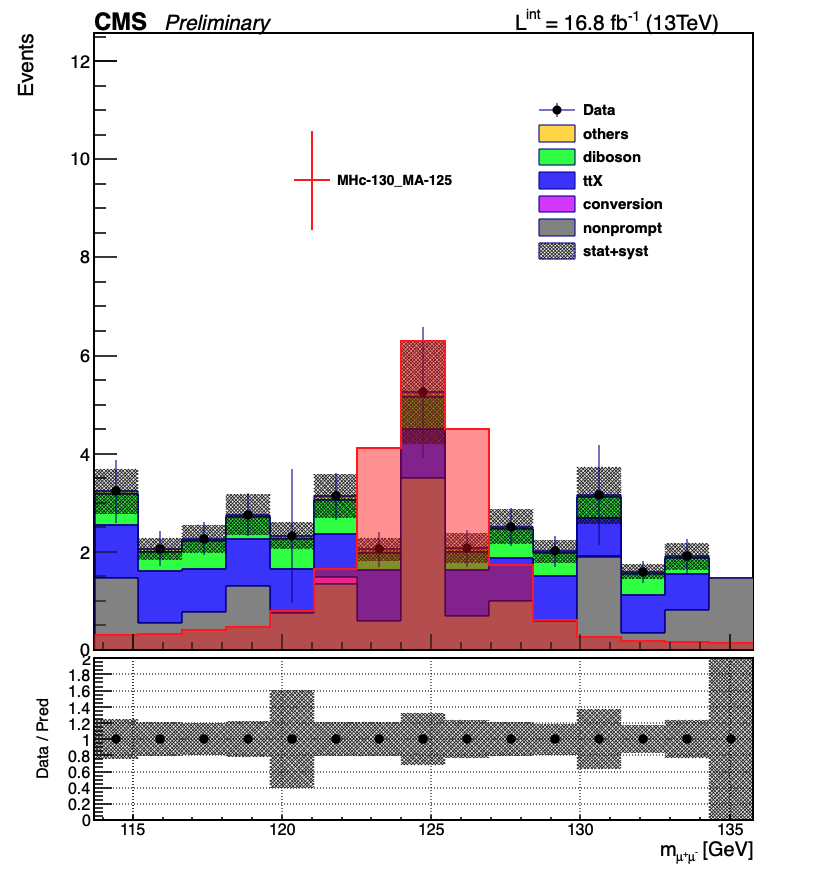 CMS Preliminary L^int = 16.8 fb^-1 (13TeV)
Events
12
10
8
6
4
2
0
MHc-130_MA-125
Data
others
diboson
ttX
conversion
nonprompt
stat+syst
Data / Pred
2
1.8
1.6
1.4
1.2
1
0.8
0.6
0.4
0.2
0
115 120 125 130 135
m_μ+μ- [GeV]